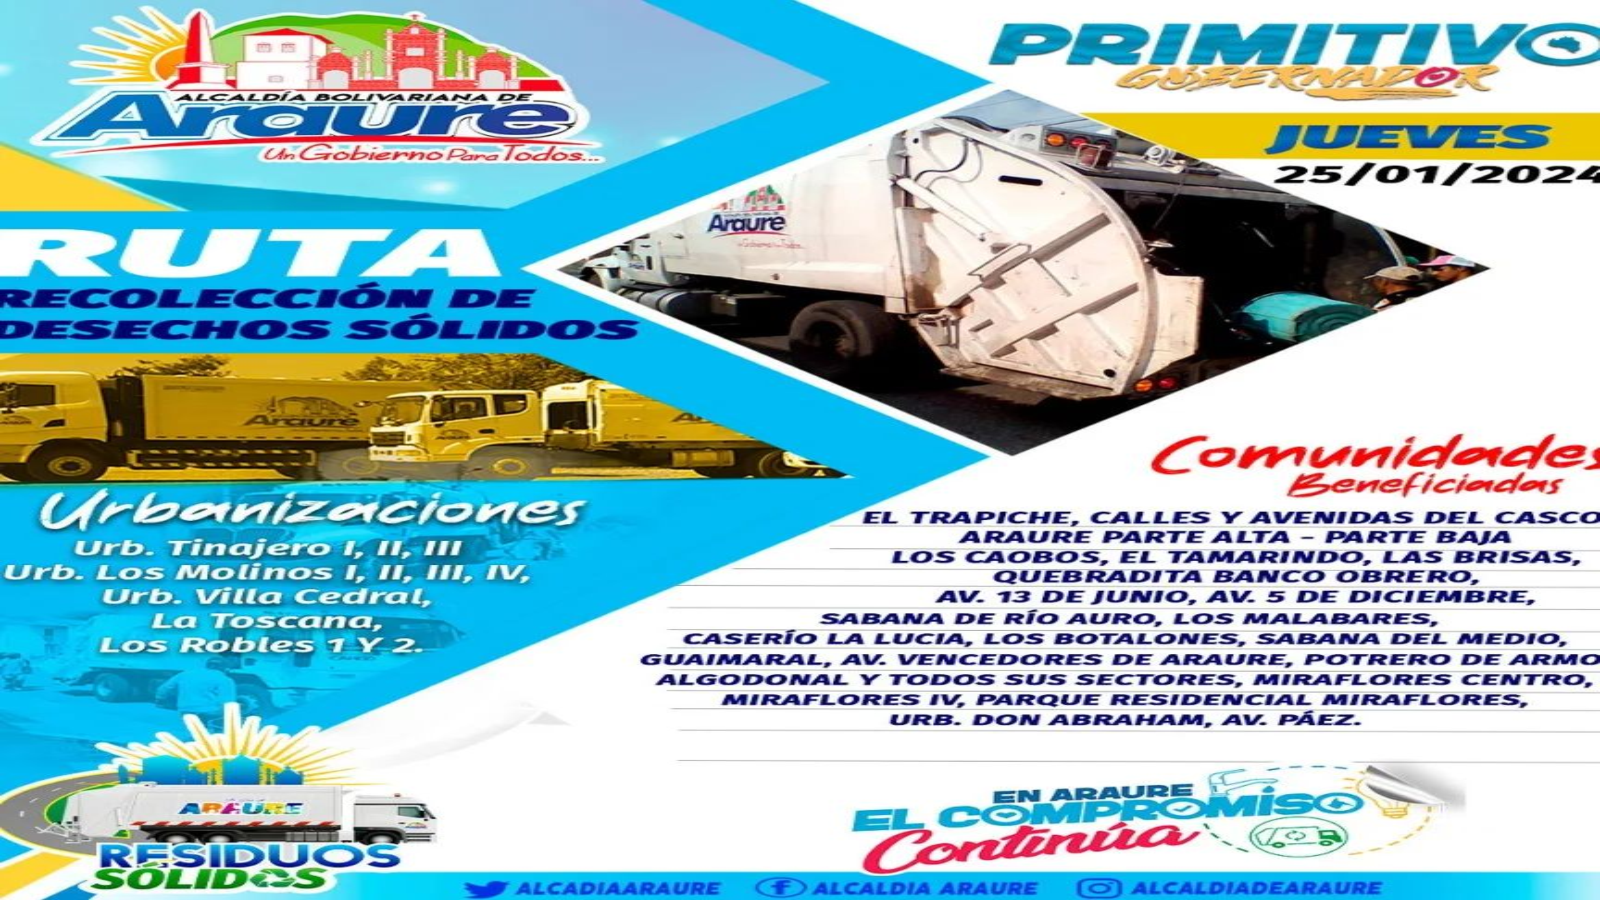 ALCALDÍA BOLIVARIANA DE
Araure
Un Gobierno Para Todos...
PRIMITIVO
GOBERNADOR
JUEVES
25/01/2024
RUTA
RECOLECCIÓN DE
DESECHOS SÓLIDOS
Araure
Un Gobierno Para Todos...
Araure
Urbanizaciones
Urb. Tinajero I, II, III
Urb. Los Molinos I, II, III, IV,
Urb. Villa Cedral,
La Toscana,
Los Robles 1 Y 2.
Comunidades
Beneficiadas
EL TRAPICHE, CALLES Y AVENIDAS DEL CASCO
ARAURE PARTE ALTA - PARTE BAJA
LOS CAOBOS, EL TAMARINDO, LAS BRISAS,
QUEBRADITA BANCO OBRERO,
AV. 13 DE JUNIO, AV. 5 DE DICIEMBRE,
SABANA DE RÍO AURO, LOS MALABARES,
CASERÍO LA LUCIA, LOS BOTALONES, SABANA DEL MEDIO,
GUAIMARAL, AV. VENCEDORES DE ARAURE, POTRERO DE ARMO
ALGODONAL Y TODOS SUS SECTORES, MIRAFLORES CENTRO,
MIRAFLORES IV, PARQUE RESIDENCIAL MIRAFLORES,
URB. DON ABRAHAM, AV. PÁEZ.
ARAURE
RESIDUOS
SÓLIDOS
EN ARAURE
EL COMPROMISO
Continúa
ALCADIAARAURE
ALCALDIA ARAURE
ALCALDIADEARAURE